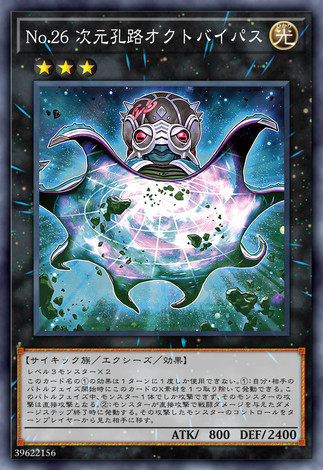 No.26 次元孔路オクトバイパス
光
【サイキック族/エクシーズ/効果】
レベル3モンスター×2
このカード名の①の効果は1ターンに1度しか使用できない。①:自分・相手の
バトルフェイズ開始時にこのカードのX素材を1つ取り除いて発動できる。こ
のバトルフェイズ中、モンスター1体でしか攻撃できず、そのモンスターの攻
撃は直接攻撃となる。②:モンスターが直接攻撃で戦闘ダメージを与えたダメ
ージステップ終了時に発動する。その攻撃したモンスターのコントロールをタ
ーンプレイヤーから見た相手に移す。
ATK/ 800 DEF/2400
39622156